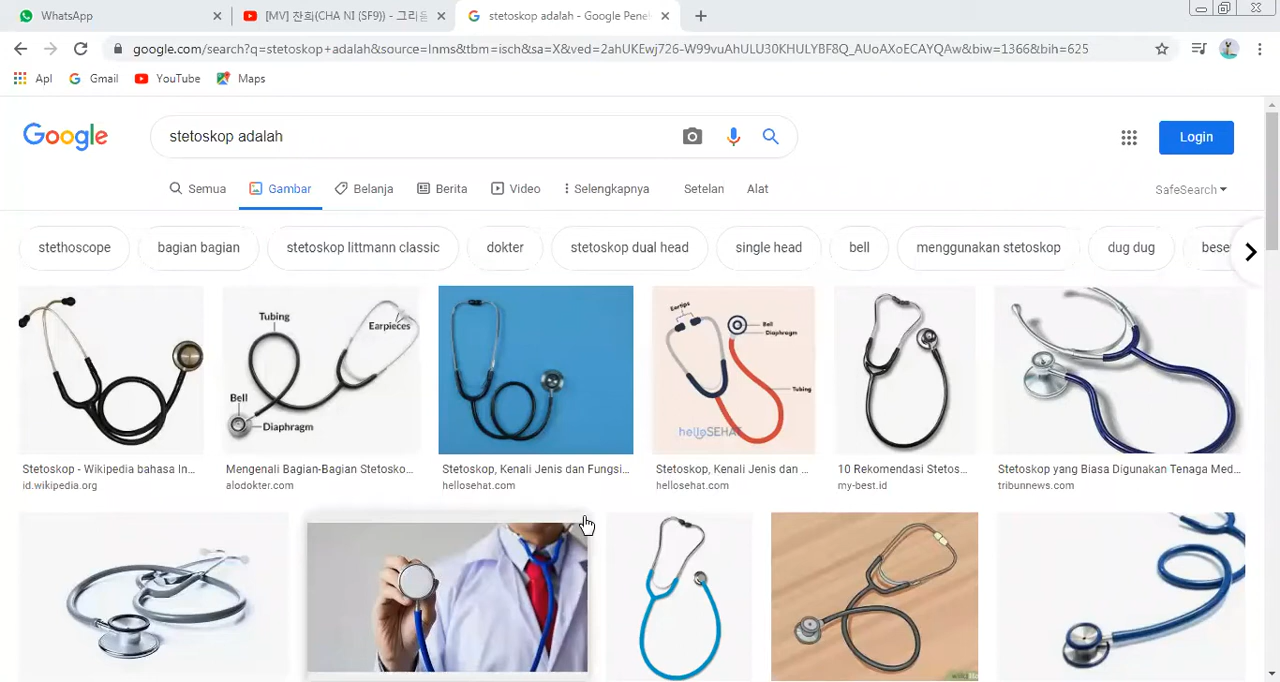 WhatsApp
[MV] 찬희(CHA NI (SF9)) - 그리움
stetoskop adalah - Google Penel
google.com/search?q=stetoskop+adalah&source=lnms&tbm=isch&sa=X&ved=2ahUKEwj726-W99vuAhULU30KHULYBF8Q_AUoAXoECAYQAw&biw=1366&bih=625
Apl Gmail YouTube Maps
Google
stetoskop adalah
Login
Semua Gambar Belanja Berita Video Selengkapnya Setelan Alat SafeSearch
stethoscope bagian bagian stetoskop littmann classic dokter stetoskop dual head single head bell menggunakan stetoskop dug dug bese
Tubing
Earpieces
Bell
Diaphragm
Eartips
Bell
Diaphragm
Tubing
helloSEHAT
Stetoskop - Wikipedia bahasa In...
id.wikipedia.org
Mengenali Bagian-Bagian Stetosko...
alodokter.com
Stetoskop, Kenali Jenis dan Fungsi...
hellosehat.com
Stetoskop, Kenali Jenis dan ...
hellosehat.com
10 Rekomendasi Stetos...
my-best.id
Stetoskop yang Biasa Digunakan Tenaga Med...
tribunnews.com